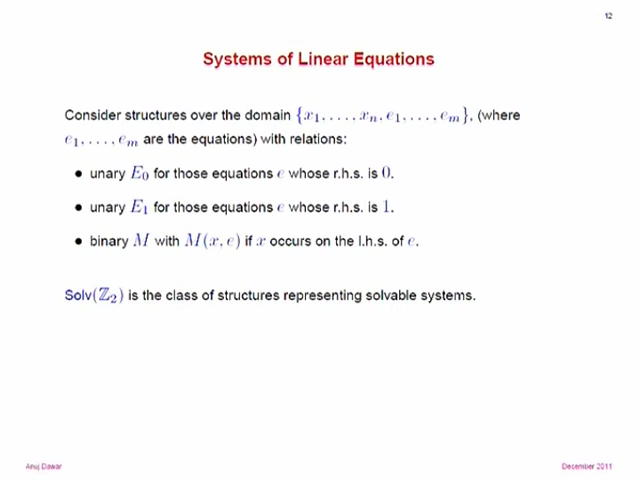 12
Systems of Linear Equations
Consider structures over the domain {x₁, . . . , xₙ, e₁, . . . , eₘ}, (where
e₁, . . . , eₘ are the equations) with relations:
• unary E₀ for those equations e whose r.h.s. is 0.
• unary E₁ for those equations e whose r.h.s. is 1.
• binary M with M(x, e) if x occurs on the l.h.s. of e.
Solv(ℤ₂) is the class of structures representing solvable systems.
Anuj Dawar
December 2011